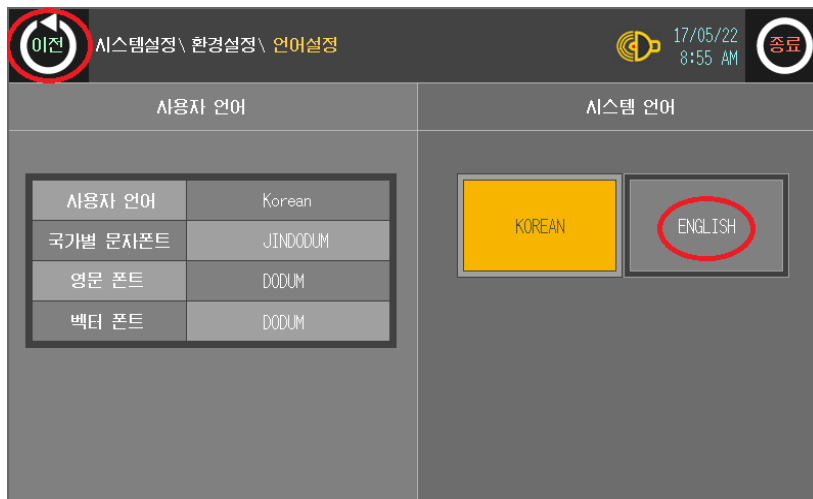 이전 시스템설정\ 환경설정\ 언어설정 17/05/22 종료
8:55 AM
사용자 언어 시스템 언어
사용자 언어 Korean
국가별 문자폰트 JINDODUM
영문 폰트 DODUM
벡터 폰트 DODUM
KOREAN ENGLISH